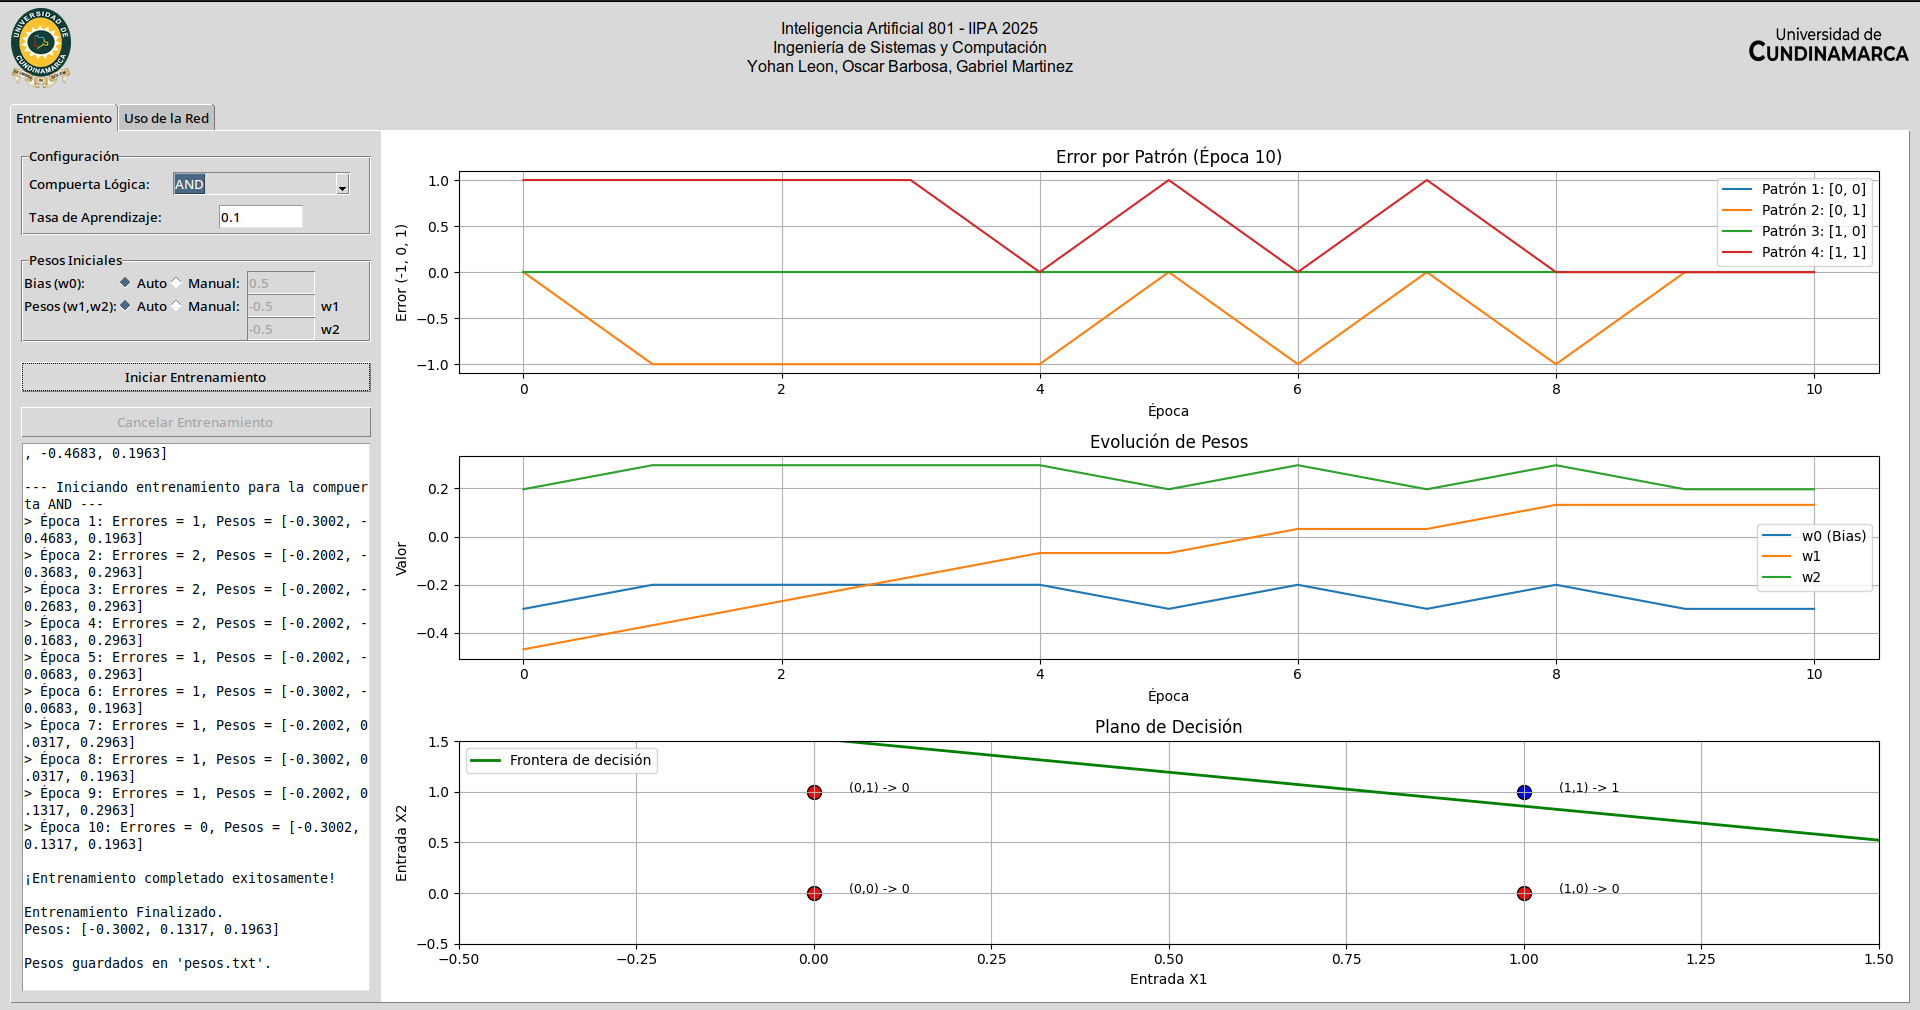 UNIVERSIDAD DE
CUNDINAMARCA
Inteligencia Artificial 801 - IIPA 2025
Ingeniería de Sistemas y Computación
Yohan Leon, Oscar Barbosa, Gabriel Martinez
Universidad de
CUNDINAMARCA
Entrenamiento
Uso de la Red
Configuración
Compuerta Lógica:
AND
Tasa de Aprendizaje:
0.1
Pesos Iniciales
Bias (w0):
Auto
Manual:
0.5
Pesos (w1,w2):
Auto
Manual:
-0.5
w1
-0.5
w2
Iniciar Entrenamiento
Cancelar Entrenamiento
, -0.4683, 0.1963]
--- Iniciando entrenamiento para la compuer
ta AND ---
> Época 1: Errores = 1, Pesos = [-0.3002, -
0.4683, 0.1963]
> Época 2: Errores = 2, Pesos = [-0.2002, -
0.3683, 0.2963]
> Época 3: Errores = 2, Pesos = [-0.2002, -
0.2683, 0.2963]
> Época 4: Errores = 2, Pesos = [-0.2002, -
0.1683, 0.2963]
> Época 5: Errores = 1, Pesos = [-0.2002, -
0.0683, 0.2963]
> Época 6: Errores = 1, Pesos = [-0.3002, -
0.0683, 0.1963]
> Época 7: Errores = 1, Pesos = [-0.2002, 0
.0317, 0.2963]
> Época 8: Errores = 1, Pesos = [-0.3002, 0
.0317, 0.1963]
> Época 9: Errores = 1, Pesos = [-0.2002, 0
.1317, 0.2963]
> Época 10: Errores = 0, Pesos = [-0.3002,
0.1317, 0.1963]
¡Entrenamiento completado exitosamente!
Entrenamiento Finalizado.
Pesos: [-0.3002, 0.1317, 0.1963]
Pesos guardados en 'pesos.txt'.
Error por Patrón (Época 10)
Error (-1, 0, 1)
1.0
0.5
0.0
−0.5
−1.0
Patrón 1: [0, 0]
Patrón 2: [0, 1]
Patrón 3: [1, 0]
Patrón 4: [1, 1]
0 2 4 6 8 10
Época
Evolución de Pesos
Valor
0.2
0.0
−0.2
−0.4
w0 (Bias)
w1
w2
0 2 4 6 8 10
Época
Plano de Decisión
Entrada X2
1.5
1.0
0.5
0.0
−0.5
Frontera de decisión
(0,1) -> 0
(1,1) -> 1
(0,0) -> 0
(1,0) -> 0
−0.50 −0.25 0.00 0.25 0.50 0.75 1.00 1.25 1.50
Entrada X1